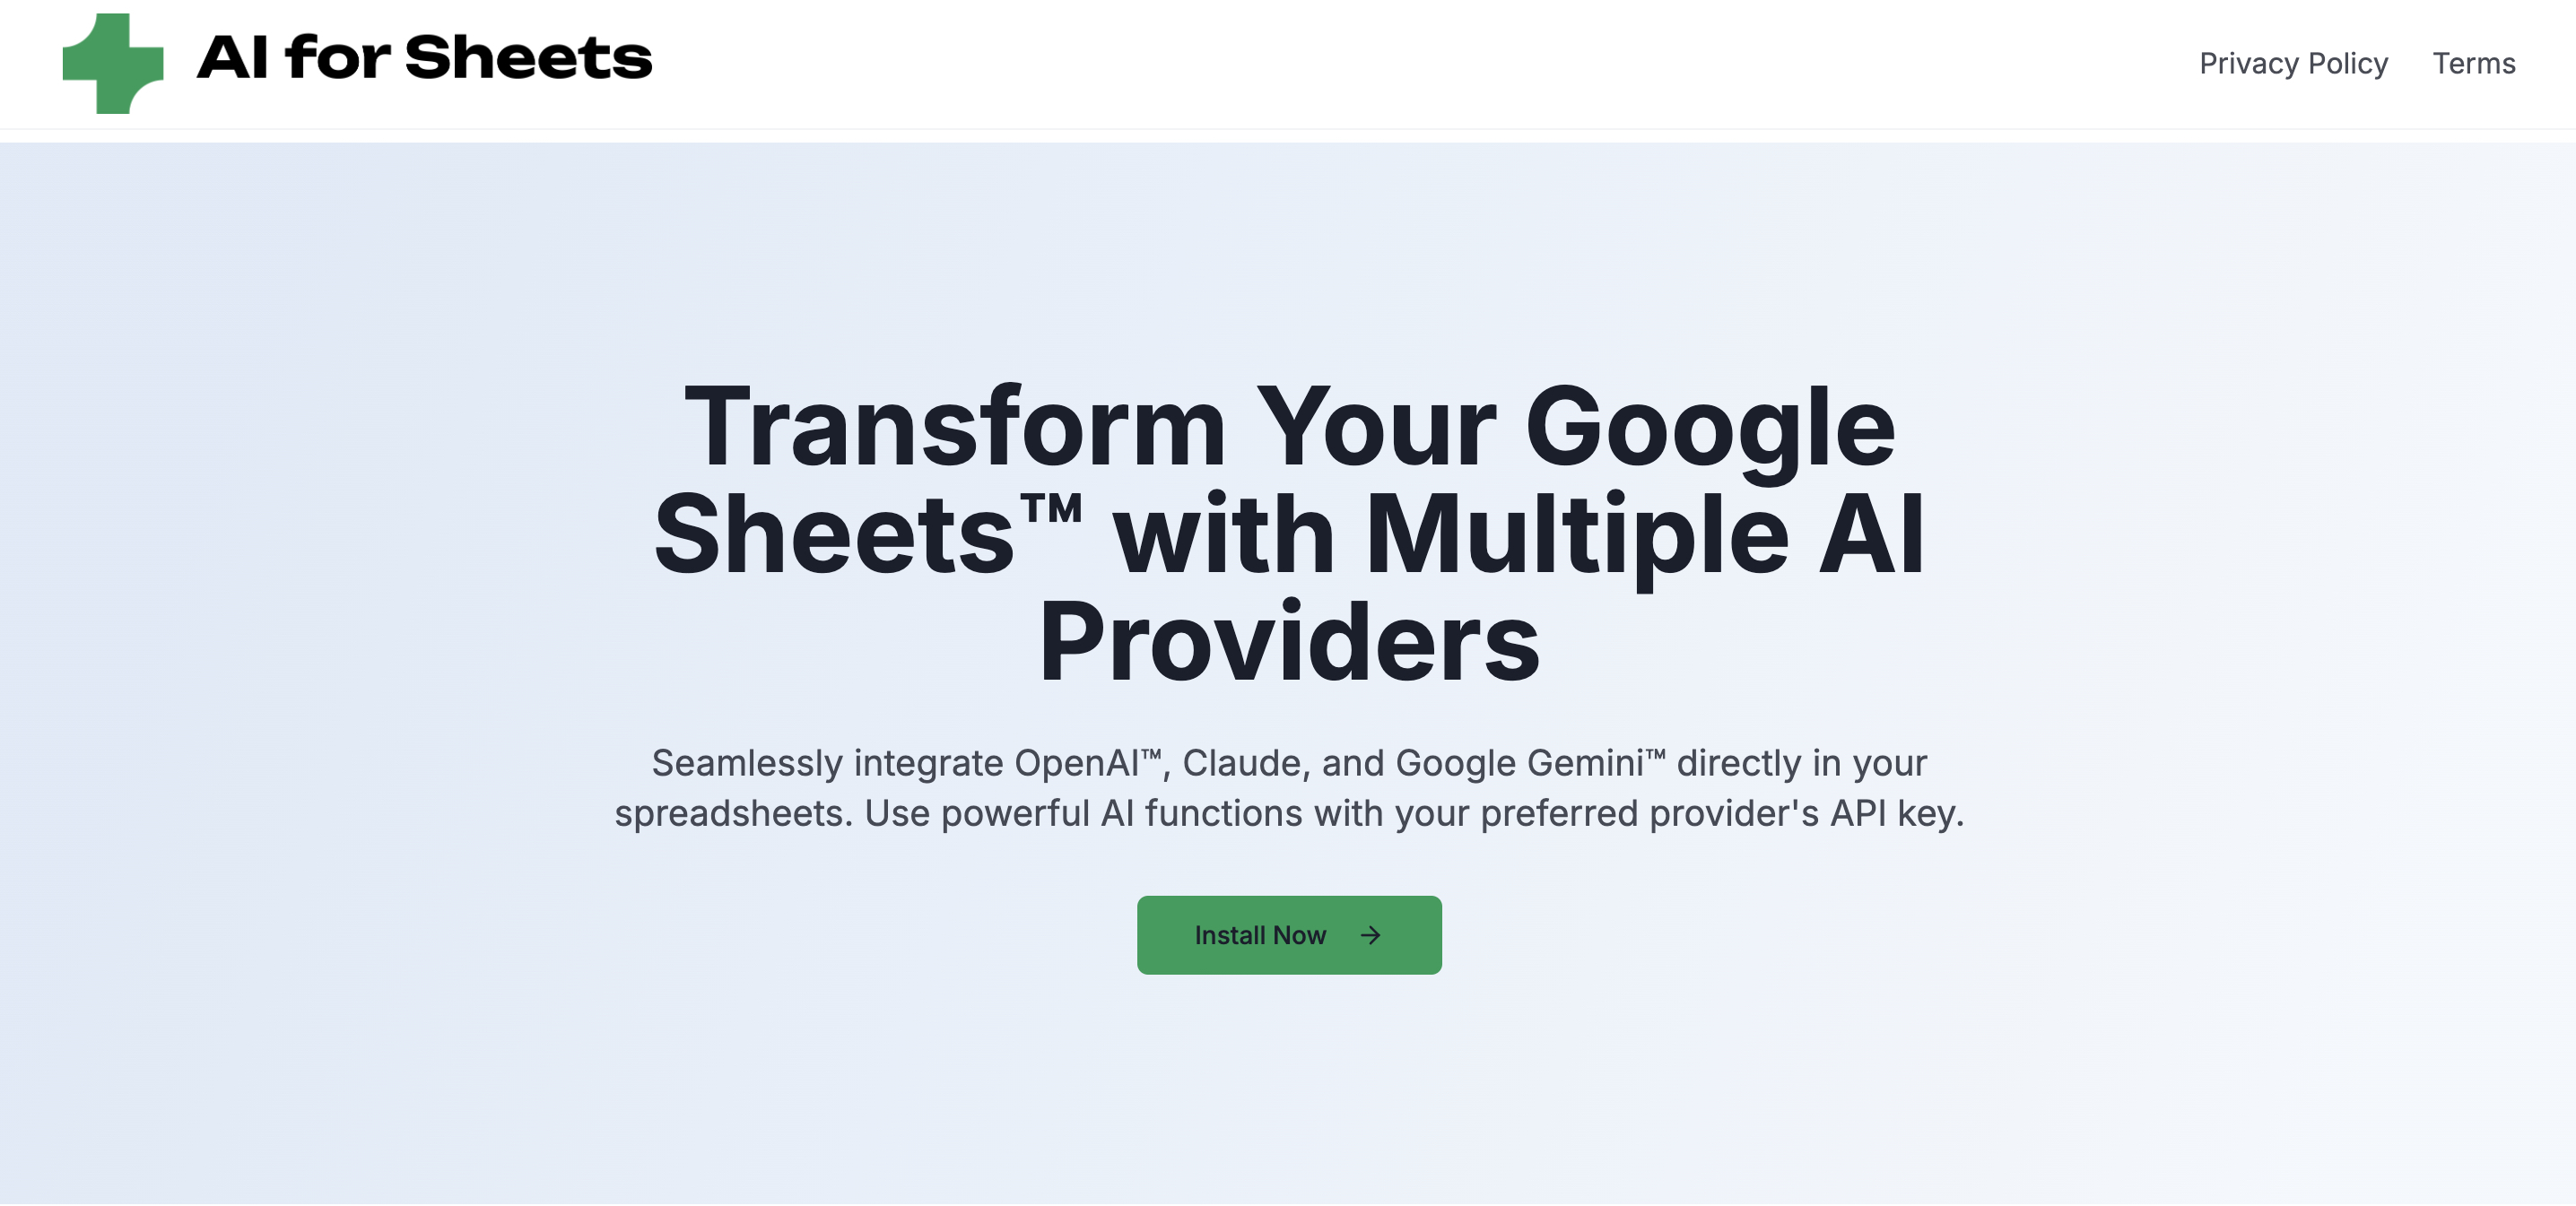 AI for Sheets
Privacy Policy
Terms
Transform Your Google
Sheets™ with Multiple AI
Providers
Seamlessly integrate OpenAI™, Claude, and Google Gemini™ directly in your
spreadsheets. Use powerful AI functions with your preferred provider's API key.
Install Now →